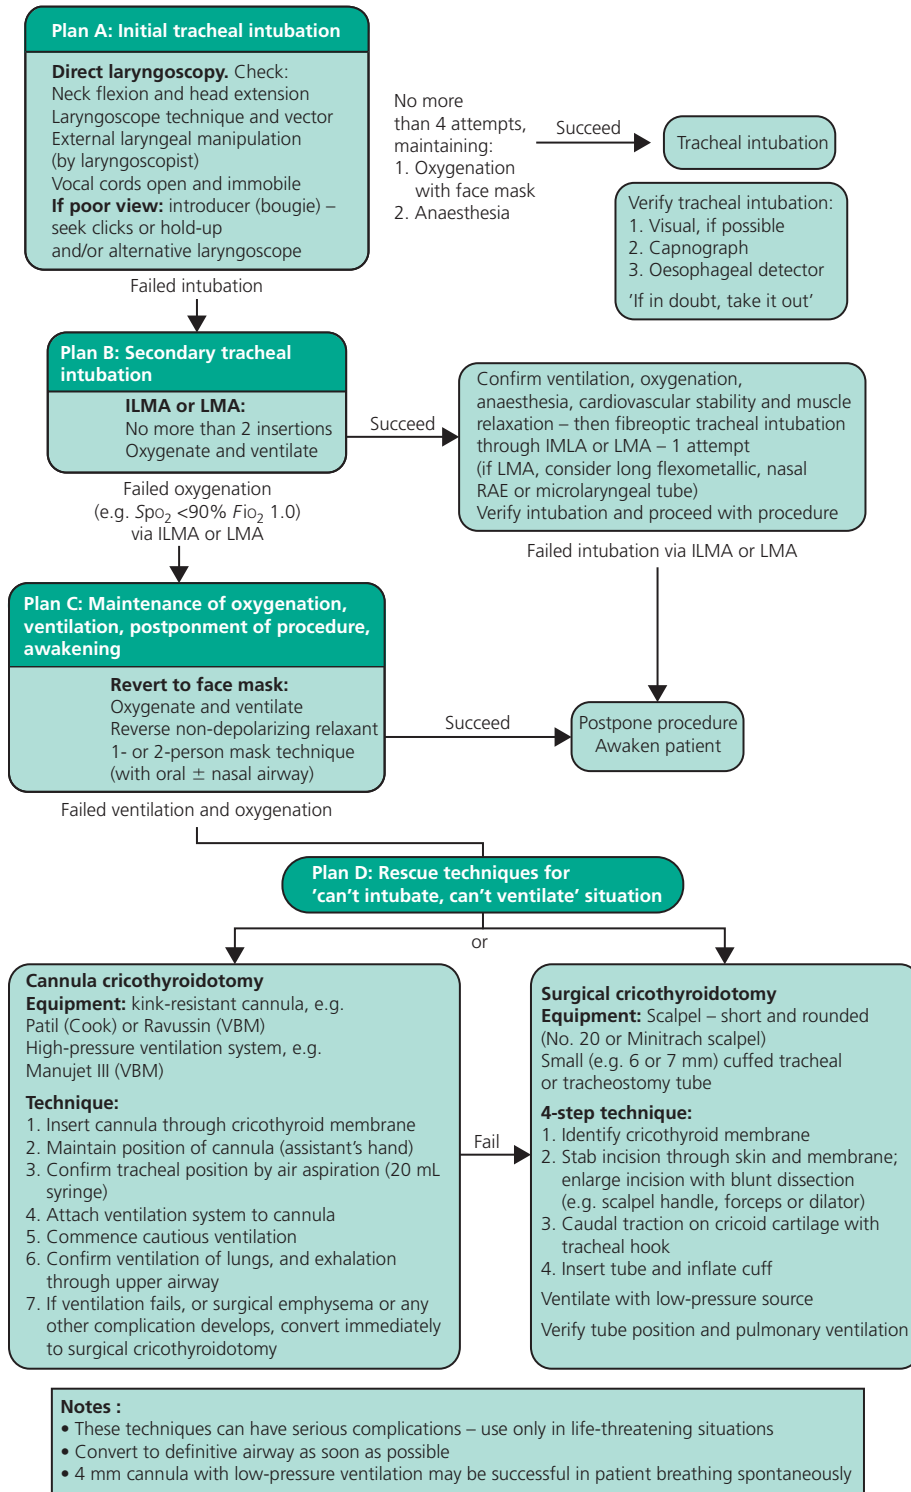 Plan A: Initial tracheal intubation
Direct laryngoscopy. Check:
Neck flexion and head extension
Laryngoscope technique and vector
External laryngeal manipulation
(by laryngoscopist)
Vocal cords open and immobile
If poor view: introducer (bougie) –
seek clicks or hold-up
and/or alternative laryngoscope
No more
than 4 attempts,
maintaining:
1. Oxygenation
with face mask
2. Anaesthesia
Succeed
Tracheal intubation
Verify tracheal intubation:
1. Visual, if possible
2. Capnograph
3. Oesophageal detector
'If in doubt, take it out'
Failed intubation
Plan B: Secondary tracheal
intubation
ILMA or LMA:
No more than 2 insertions
Oxygenate and ventilate
Succeed
Confirm ventilation, oxygenation,
anaesthesia, cardiovascular stability and muscle
relaxation – then fibreoptic tracheal intubation
through IMLA or LMA – 1 attempt
(if LMA, consider long flexometallic, nasal
RAE or microlaryngeal tube)
Verify intubation and proceed with procedure
Failed oxygenation
(e.g. SpO2 <90% FiO2 1.0)
via ILMA or LMA
Failed intubation via ILMA or LMA
Plan C: Maintenance of oxygenation,
ventilation, postponment of procedure,
awakening
Revert to face mask:
Oxygenate and ventilate
Reverse non-depolarizing relaxant
1- or 2-person mask technique
(with oral ± nasal airway)
Succeed
Postpone procedure
Awaken patient
Failed ventilation and oxygenation
Plan D: Rescue techniques for
'can't intubate, can't ventilate' situation
or
Cannula cricothyroidotomy
Equipment: kink-resistant cannula, e.g.
Patil (Cook) or Ravussin (VBM)
High-pressure ventilation system, e.g.
Manujet III (VBM)
Technique:
1. Insert cannula through cricothyroid membrane
2. Maintain position of cannula (assistant's hand)
3. Confirm tracheal position by air aspiration (20 mL
syringe)
4. Attach ventilation system to cannula
5. Commence cautious ventilation
6. Confirm ventilation of lungs, and exhalation
through upper airway
7. If ventilation fails, or surgical emphysema or any
other complication develops, convert immediately
to surgical cricothyroidotomy
Fail
Surgical cricothyroidotomy
Equipment: Scalpel – short and rounded
(No. 20 or Minitrach scalpel)
Small (e.g. 6 or 7 mm) cuffed tracheal
or tracheostomy tube
4-step technique:
1. Identify cricothyroid membrane
2. Stab incision through skin and membrane;
enlarge incision with blunt dissection
(e.g. scalpel handle, forceps or dilator)
3. Caudal traction on cricoid cartilage with
tracheal hook
4. Insert tube and inflate cuff
Ventilate with low-pressure source
Verify tube position and pulmonary ventilation
Notes :
• These techniques can have serious complications – use only in life-threatening situations
• Convert to definitive airway as soon as possible
• 4 mm cannula with low-pressure ventilation may be successful in patient breathing spontaneously